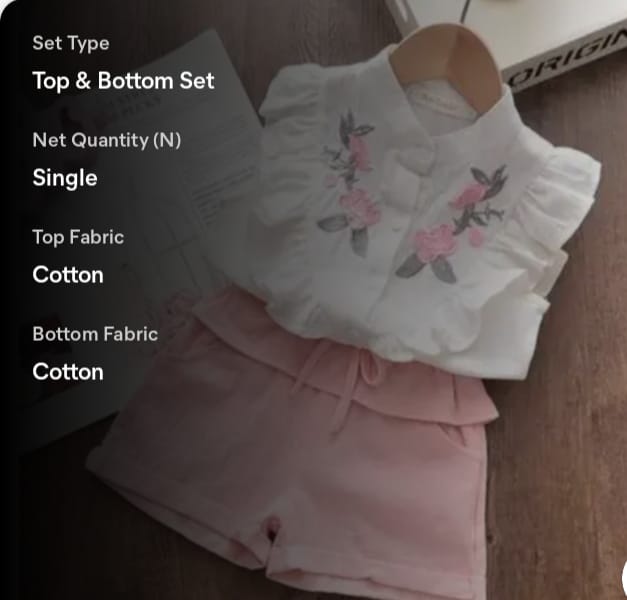 Set Type
Top & Bottom Set
Net Quantity (N)
Single
Top Fabric
Cotton
Bottom Fabric
Cotton
ORIGIN